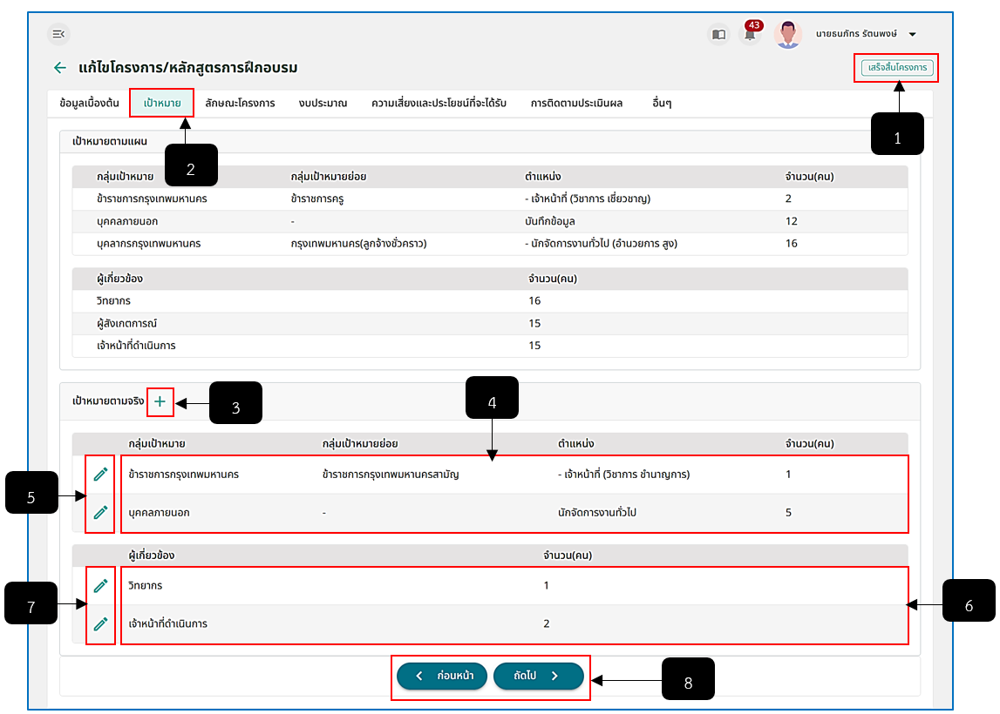 43
นายธนภัทร รัตนพงษ์
แก้ไขโครงการ/หลักสูตรการฝึกอบรม
เสร็จสิ้นโครงการ
1
ข้อมูลเบื้องต้น เป้าหมาย ลักษณะโครงการ งบประมาณ ความเสี่ยงและประโยชน์ที่จะได้รับ การติดตามประเมินผล อื่นๆ
2
เป้าหมายตามแผน
กลุ่มเป้าหมาย กลุ่มเป้าหมายย่อย ตำแหน่ง จำนวน(คน)
ข้าราชการกรุงเทพมหานคร ข้าราชการครู - เจ้าหน้าที่ (วิชาการ เชี่ยวชาญ) 2
บุคคลภายนอก - บันทึกข้อมูล 12
บุคลากรกรุงเทพมหานคร กรุงเทพมหานคร(ลูกจ้างชั่วคราว) - นักจัดการงานทั่วไป (อำนวยการ สูง) 16
ผู้เกี่ยวข้อง จำนวน(คน)
วิทยากร 16
ผู้สังเกตการณ์ 15
เจ้าหน้าที่ดำเนินการ 15
เป้าหมายตามจริง +
3
4
กลุ่มเป้าหมาย กลุ่มเป้าหมายย่อย ตำแหน่ง จำนวน(คน)
ข้าราชการกรุงเทพมหานคร ข้าราชการกรุงเทพมหานครสามัญ - เจ้าหน้าที่ (วิชาการ ชำนาญการ) 1
5
บุคคลภายนอก - นักจัดการงานทั่วไป 5
ผู้เกี่ยวข้อง จำนวน(คน)
วิทยากร 1
7
6
เจ้าหน้าที่ดำเนินการ 2
ก่อนหน้า ถัดไป
8